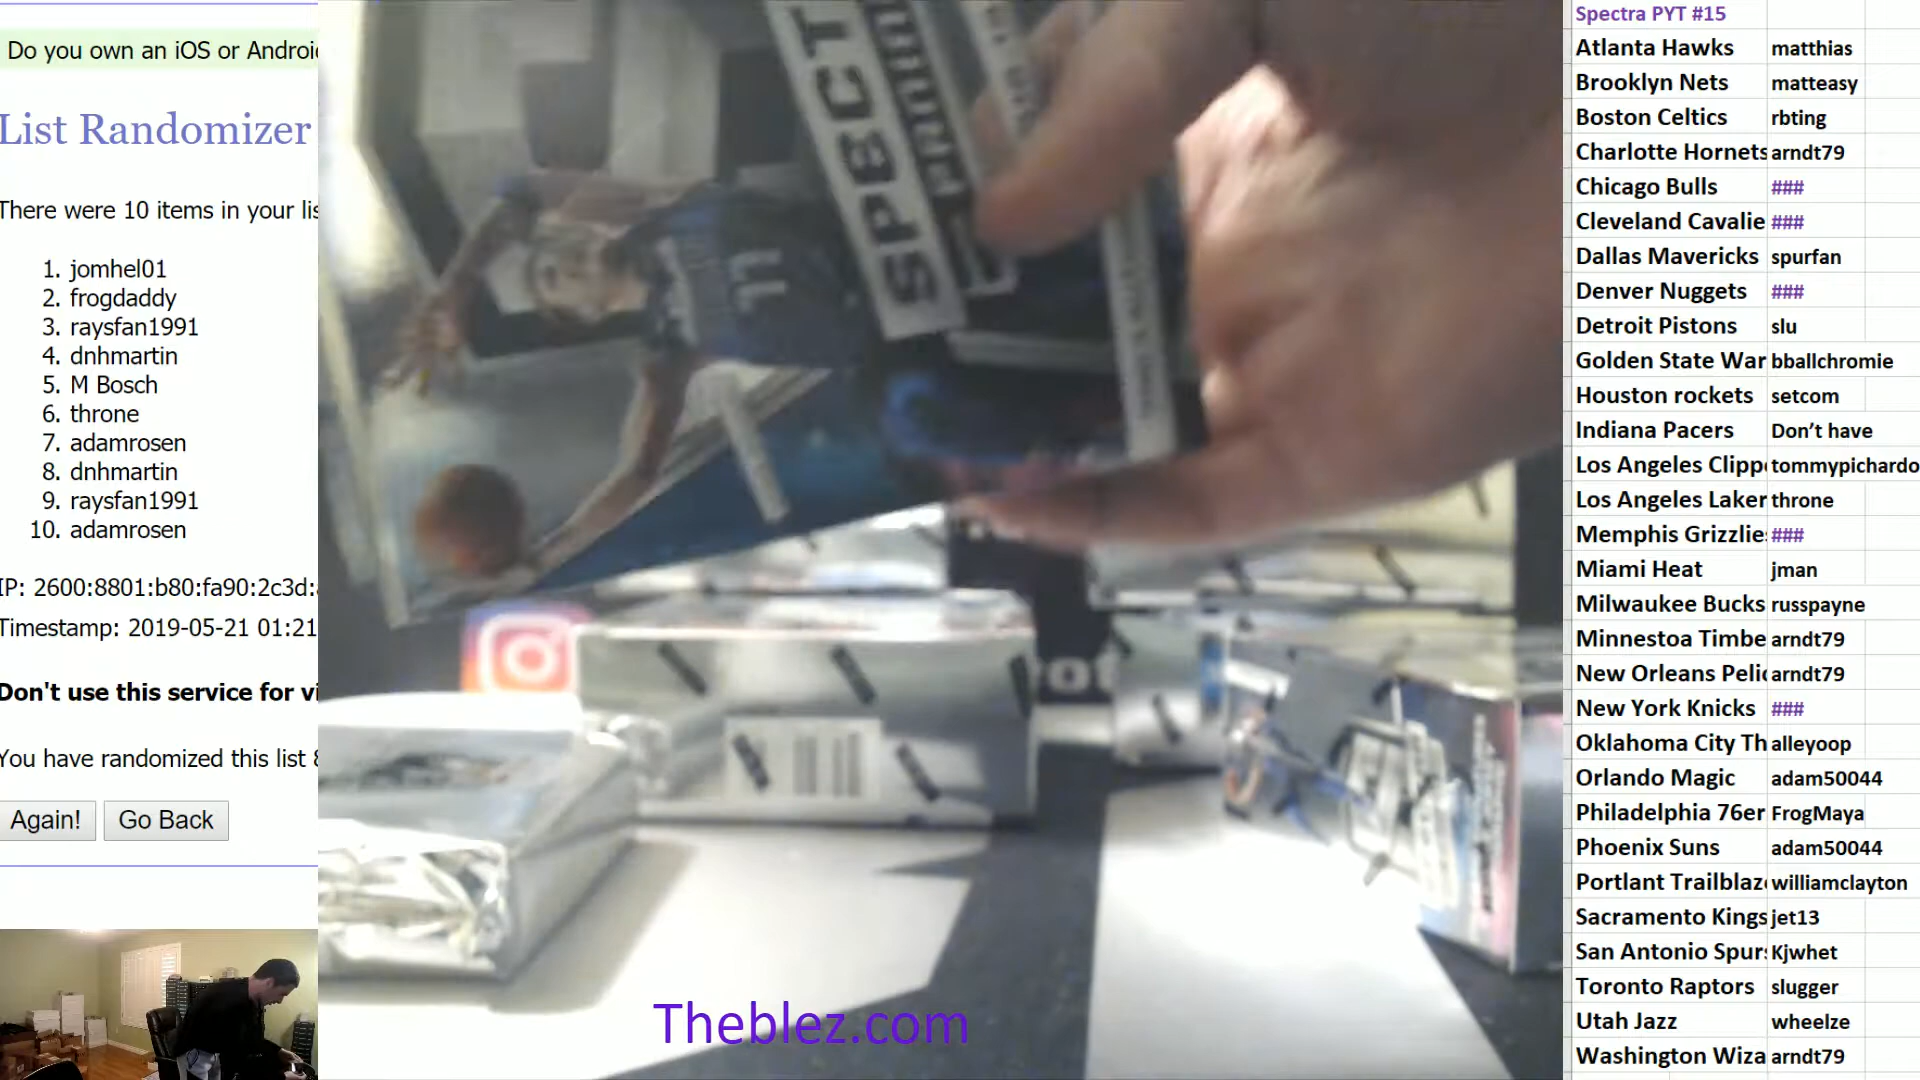 Do you own an iOS or Androi
List Randomizer
There were 10 items in your lis
1. jomhel01
2. frogdaddy
3. raysfan1991
4. dnhmartin
5. M Bosch
6. throne
7. adamrosen
8. dnhmartin
9. raysfan1991
10. adamrosen
IP: 2600:8801:b80:fa90:2c3d:
Timestamp: 2019-05-21 01:21
Don't use this service for vi
You have randomized this list
Again! Go Back
SPECT
11
Theblez.com
Spectra PYT #15
Atlanta Hawks matthias
Brooklyn Nets matteasy
Boston Celtics rbting
Charlotte Hornets arndt79
Chicago Bulls ###
Cleveland Cavalie ###
Dallas Mavericks spurfan
Denver Nuggets ###
Detroit Pistons slu
Golden State War bballchromie
Houston rockets setcom
Indiana Pacers Don't have
Los Angeles Clipp tommypichardo
Los Angeles Laker throne
Memphis Grizzlie ###
Miami Heat jman
Milwaukee Bucks russpayne
Minnestoa Timbe arndt79
New Orleans Peli arndt79
New York Knicks ###
Oklahoma City Th alleyoop
Orlando Magic adam50044
Philadelphia 76er FrogMaya
Phoenix Suns adam50044
Portlant Trailblaz williamclayton
Sacramento Kings jet13
San Antonio Spur Kjwhet
Toronto Raptors slugger
Utah Jazz wheelze
Washington Wiza arndt79